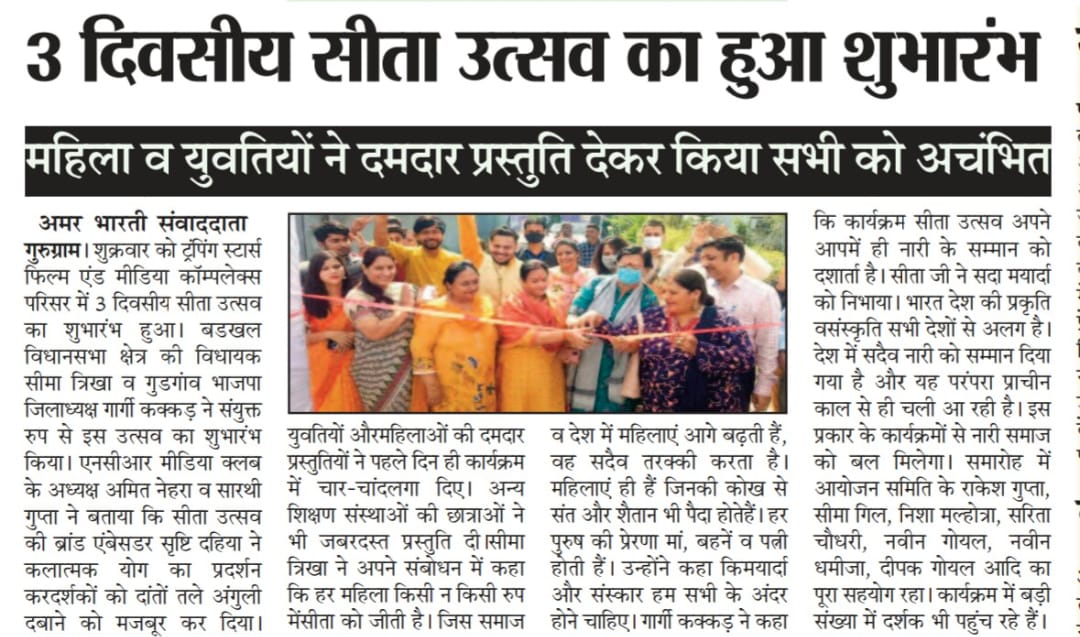 3 दिवसीय सीता उत्सव का हुआ शुभारंभ
महिला व युवतियों ने दमदार प्रस्तुति देकर किया सभी को अचंभित
अमर भारती संवाददाता
गुरुग्राम। शुक्रवार को ट्रंपिंग स्टार्स
फिल्म एंड मीडिया कॉम्पलेक्स
परिसर में 3 दिवसीय सीता उत्सव
का शुभारंभ हुआ। बडखल
विधानसभा क्षेत्र की विधायक
सीमा त्रिखा व गुडगांव भाजपा
जिलाध्यक्ष गार्गी कक्कड़ ने संयुक्त
रुप से इस उत्सव का शुभारंभ
किया। एनसीआर मीडिया क्लब
के अध्यक्ष अमित नेहरा व सारथी
गुप्ता ने बताया कि सीता उत्सव
की ब्रांड एंबेसडर सृष्टि दहिया ने
कलात्मक योग का प्रदर्शन
करदर्शकों को दांतों तले अंगुली
दबाने को मजबूर कर दिया।
युवतियों औरमहिलाओं की दमदार
प्रस्तुतियों ने पहले दिन ही कार्यक्रम
में चार-चांदलगा दिए। अन्य
शिक्षण संस्थाओं की छात्राओं ने
भी जबरदस्त प्रस्तुति दी।सीमा
त्रिखा ने अपने संबोधन में कहा
कि हर महिला किसी न किसी रुप
मेंसीता को जीती है। जिस समाज
व देश में महिलाएं आगे बढ़ती हैं,
वह सदैव तरक्की करता है।
महिलाएं ही हैं जिनकी कोख से
संत और शैतान भी पैदा होतेहैं। हर
पुरुष की प्रेरणा मां, बहनें व पत्नी
होती हैं। उन्होंने कहा किमर्यादा
और संस्कार हम सभी के अंदर
होने चाहिए। गार्गी कक्कड़ ने कहा
कि कार्यक्रम सीता उत्सव अपने
आपमें ही नारी के सम्मान को
दर्शाता है। सीता जी ने सदा मर्यादा
को निभाया। भारत देश की प्रकृति
वसंस्कृति सभी देशों से अलग है।
देश में सदैव नारी को सम्मान दिया
गया है और यह परंपरा प्राचीन
काल से ही चली आ रही है। इस
प्रकार के कार्यक्रमों से नारी समाज
को बल मिलेगा। समारोह में
आयोजन समिति के राकेश गुप्ता,
सीमा गिल, निशा मल्होत्रा, सरिता
चौधरी, नवीन गोयल, नवीन
धमीजा, दीपक गोयल आदि का
पूरा सहयोग रहा। कार्यक्रम में बड़ी
संख्या में दर्शक भी पहुंच रहे हैं।